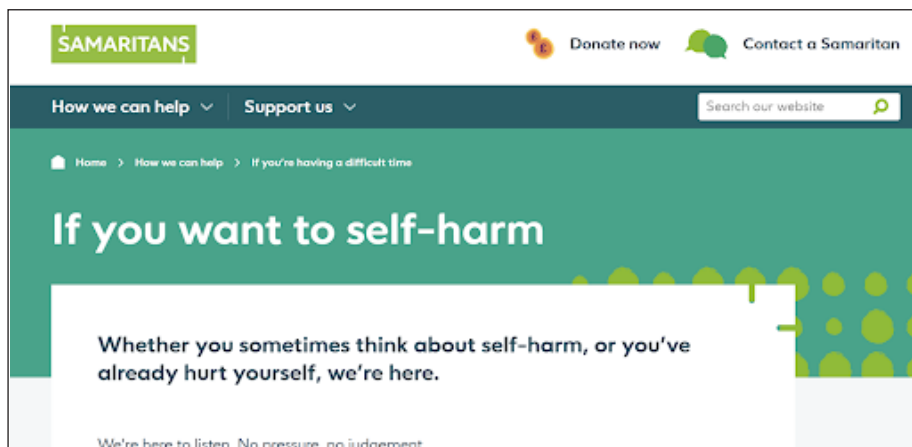 SAMARITANS
Donate now
Contact a Samaritan
How we can help
Support us
Search our website
Home > How we can help > If you're having a difficult time
If you want to self-harm
Whether you sometimes think about self-harm, or you've
already hurt yourself, we're here.
We're here to listen. No pressure, no judgement